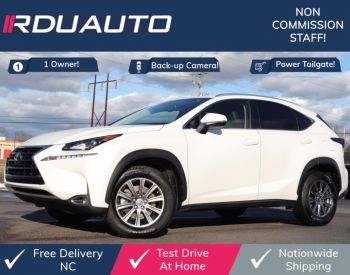 RDUAUTO
NON
COMMISSION
STAFF!
1 1 Owner!
Back-up Camera!
Power Tailgate!
Free Delivery
NC
Test Drive
At Home
Nationwide
Shipping